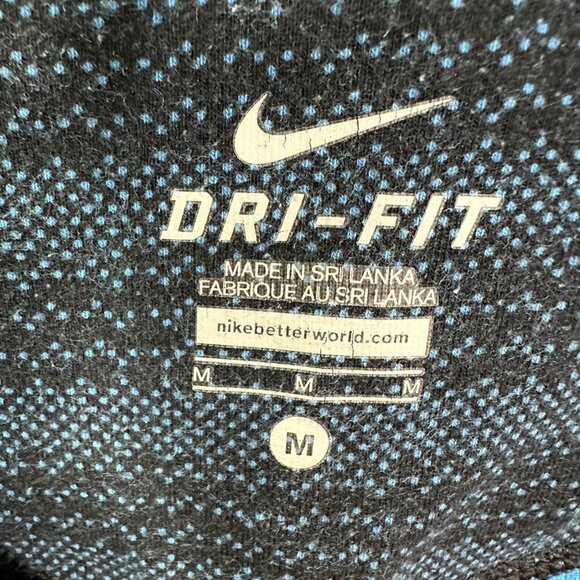 DRI-FIT
MADE IN SRI LANKA
FABRIQUE AU SRI LANKA
nikebetterworld.com
M M M
M